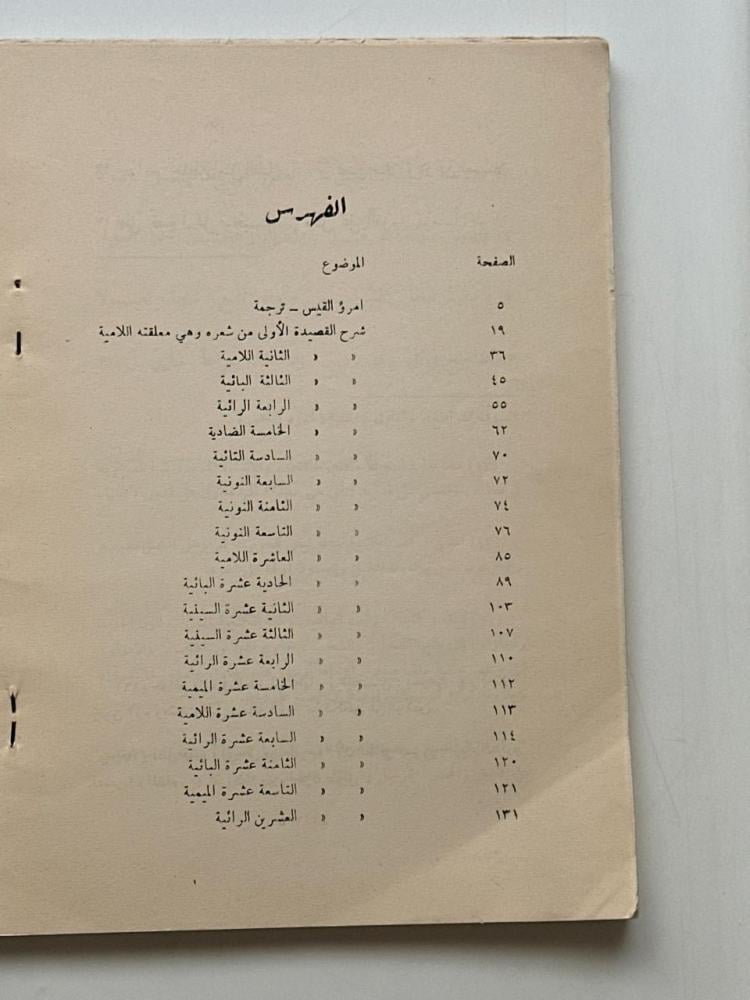 الفهرس
الصفحة الموضوع
٥ امرؤ القيس ــ ترجمة
١٩ شرح القصيدة الأولى من شعره وهي معلقته اللامية
٣٦ » » الثانية اللامية
٤٥ » » الثالثة البائية
٥٥ » » الرابعة الرائية
٦٢ » » الخامسة الضادية
٧٠ » » السادسة التائية
٧٢ » » السابعة النونية
٧٤ » » الثامنة النونية
٧٦ » » التاسعة النونية
٨٥ » » العاشرة اللامية
٨٩ » » الحادية عشرة البائية
١٠٣ » » الثانية عشرة السينية
١٠٧ » » الثالثة عشرة السينية
١١٠ » » الرابعة عشرة الرائية
١١٢ » » الخامسة عشرة الميمية
١١٣ » » السادسة عشرة اللامية
١١٤ » » السابعة عشرة الرائية
١٢٠ » » الثامنة عشرة البائية
١٢١ » » التاسعة عشرة الميمية
١٣١ » » العشرين الرائية